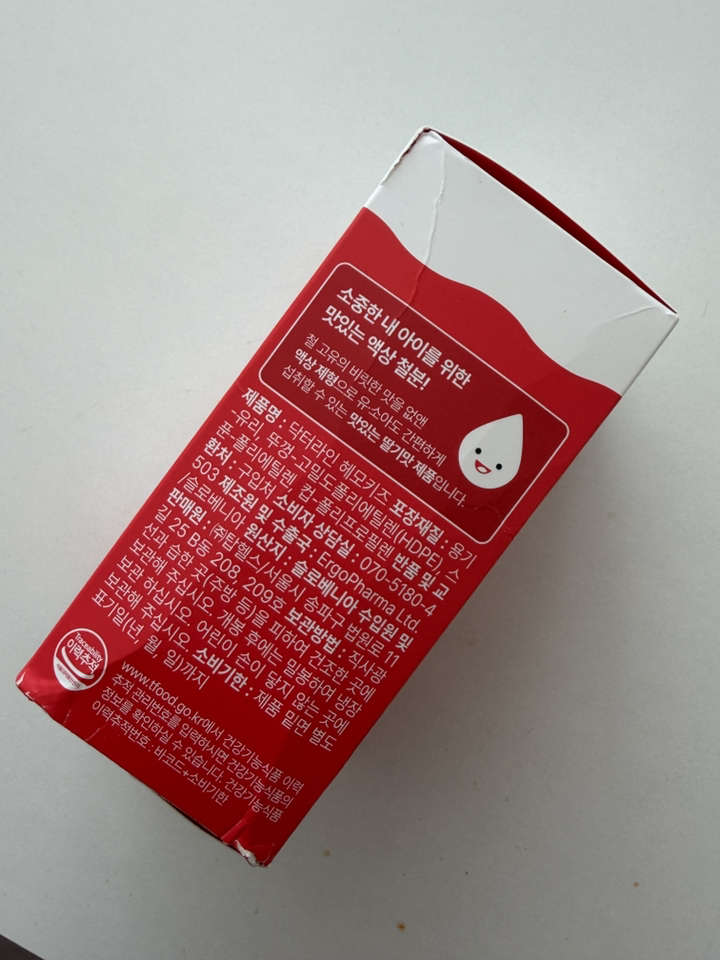 소중한 내 아이를 위한
맛있는 액상 철분!
철 고유의 비릿한 맛을 없앤
액상 제형으로 유·소아도 간편하게
섭취할 수 있는 맛있는 딸기맛 제품입니다.
제품명 : 닥터라인 헤모키즈 포장재질 : 용기
-유리, 뚜껑-고밀도폴리에틸렌(HDPE), 스
포-폴리에틸렌, 컵-폴리프로필렌 반품 및 교
환처 : 구입처 소비자 상담실 : 070-5180-4
503 제조원 및 수출국 : ErgoPharma Ltd.
슬로베니아 원산지 : 슬로베니아 수입원 및
판매원 : ㈜탑헬스/서울시 송파구 법원로 11
길 25 B동 208, 209호 보관방법 : 직사광
선과 습한 곳(주방 등)을 피하여 건조한 곳에
보관해 주십시오. 개봉 후에는 밀봉하여 냉장
보관 하십시오. 어린이 손이 닿지 않는 곳에
보관해 주십시오. 소비기한 : 제품 밑면 별도
표기일(년, 월, 일)까지
Traceability
이력추적
www.tfood.go.kr에서 건강기능식품 이력
추적 관리번호를 입력하시면 건강기능식품의
정보를 확인하실 수 있습니다. 건강기능식품
이력추적번호 : 바코드+소비기한